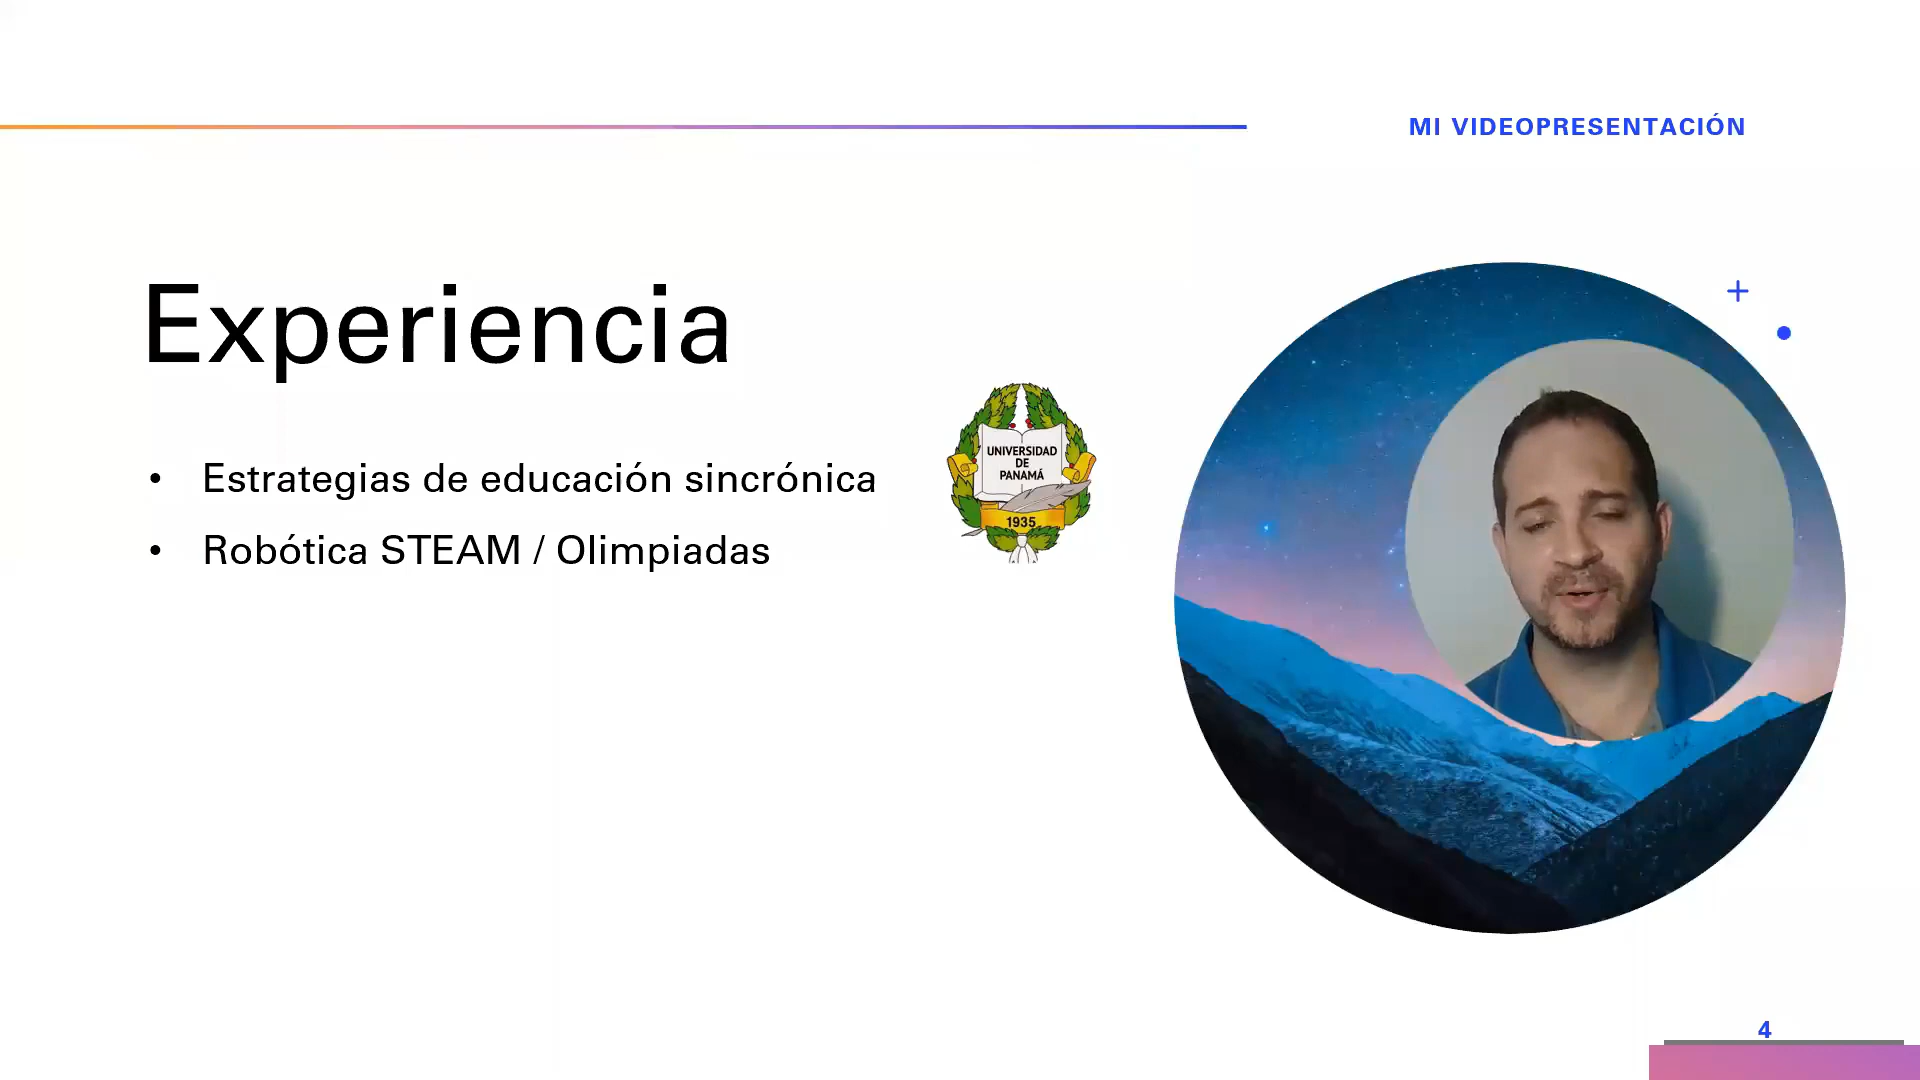 MI VIDEOPRESENTACIÓN
Experiencia
• Estrategias de educación sincrónica
• Robótica STEAM / Olimpiadas
UNIVERSIDAD
DE
PANAMÁ
1935
4